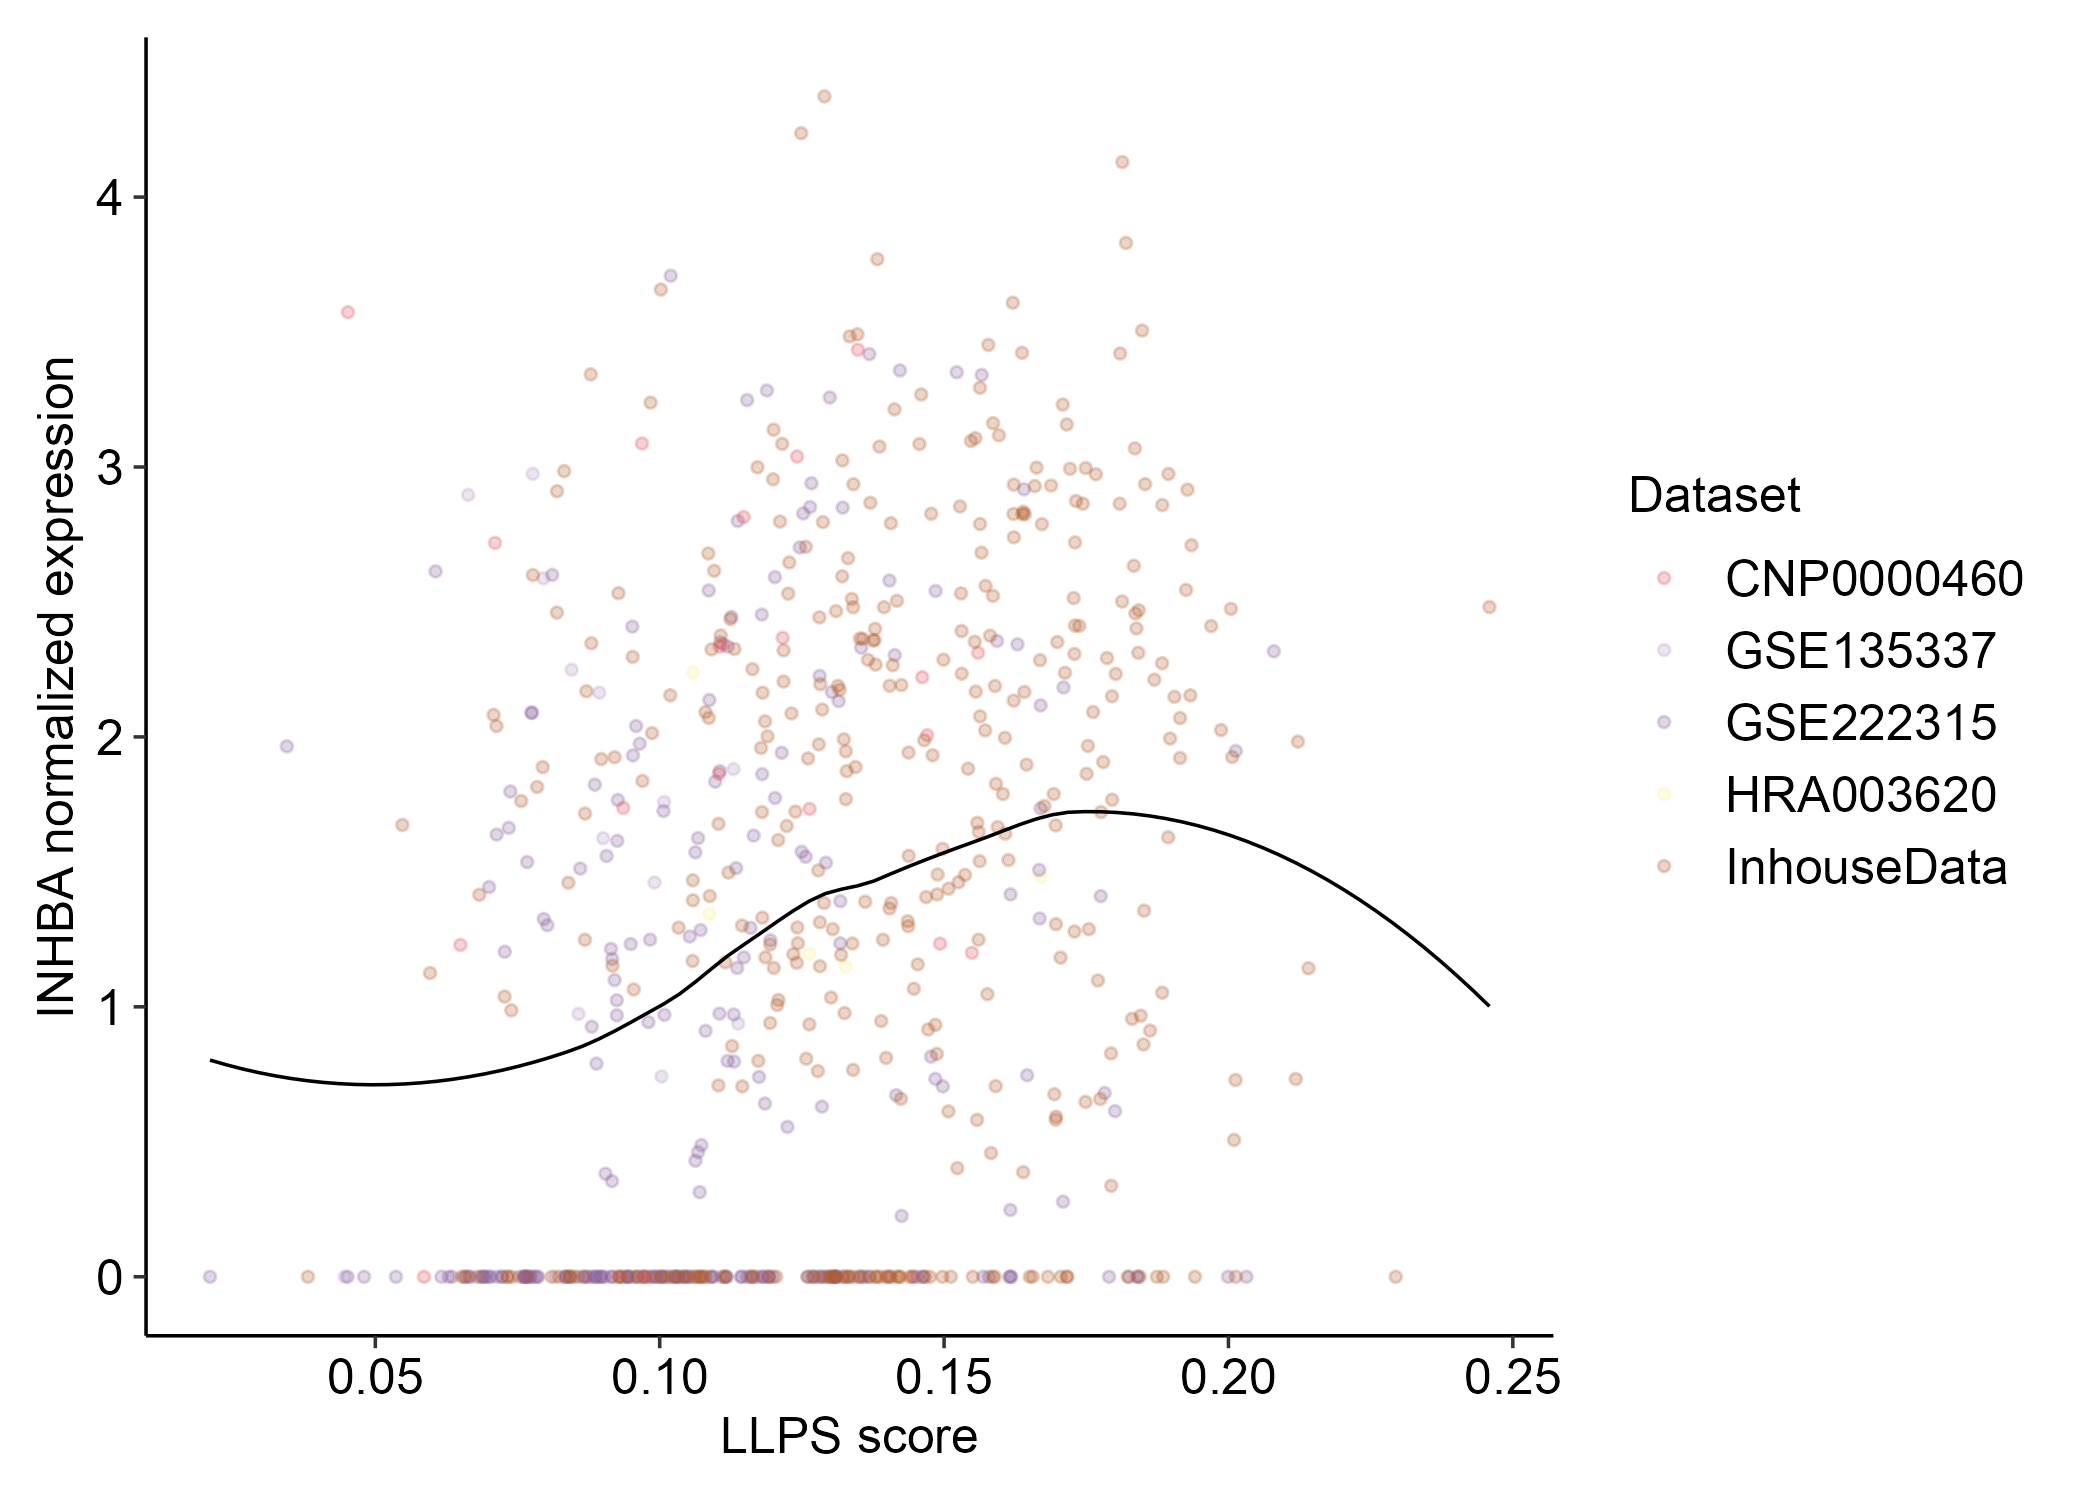 INHBA normalized expression
4
3
2
1
0
0.05 0.10 0.15 0.20 0.25
LLPS score
Dataset
CNP0000460
GSE135337
GSE222315
HRA003620
InhouseData